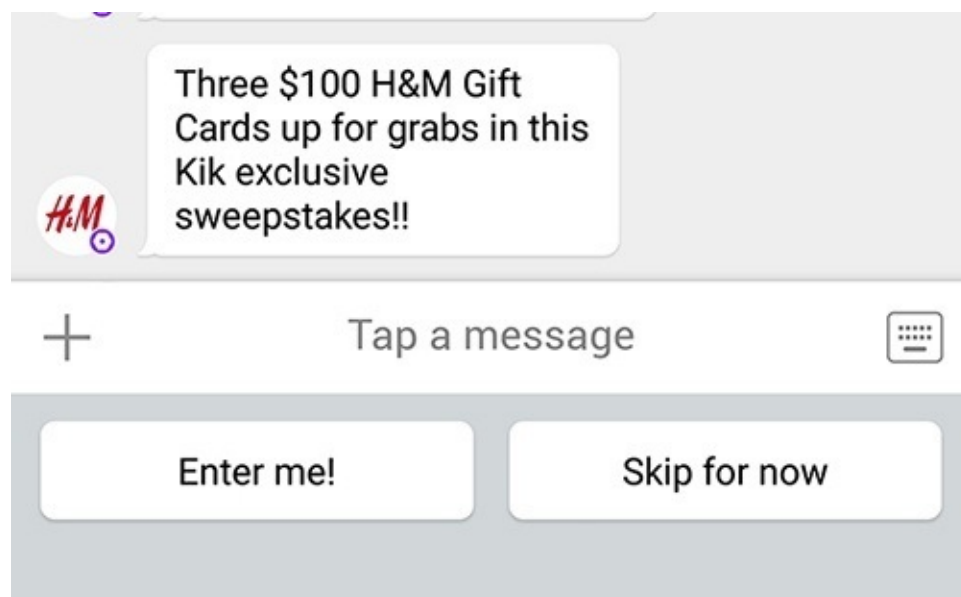 Three $100 H&M Gift
Cards up for grabs in this
Kik exclusive
sweepstakes!!
H&M
Tap a message
Enter me!
Skip for now